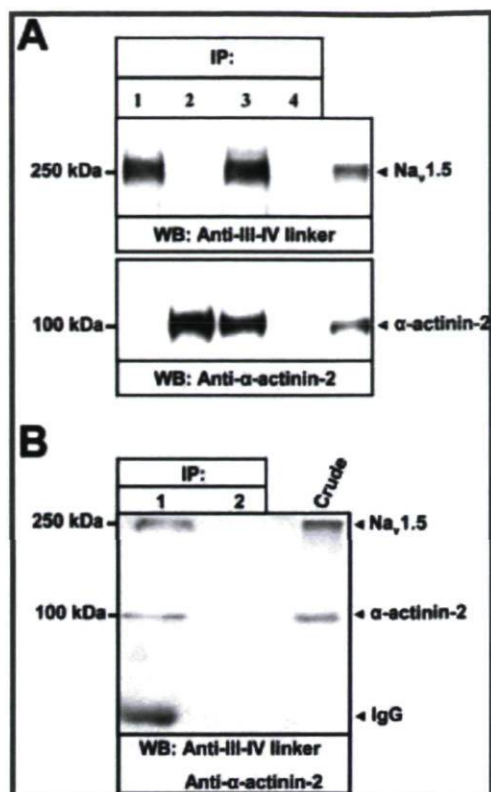 A
IP:
1 2 3 4
250 kDa Nav1.5
WB: Anti-III-IV linker
100 kDa α-actinin-2
WB: Anti-α-actinin-2
B
IP:
1 2 Crude
250 kDa Nav1.5
100 kDa α-actinin-2
IgG
WB: Anti-III-IV linker
Anti-α-actinin-2